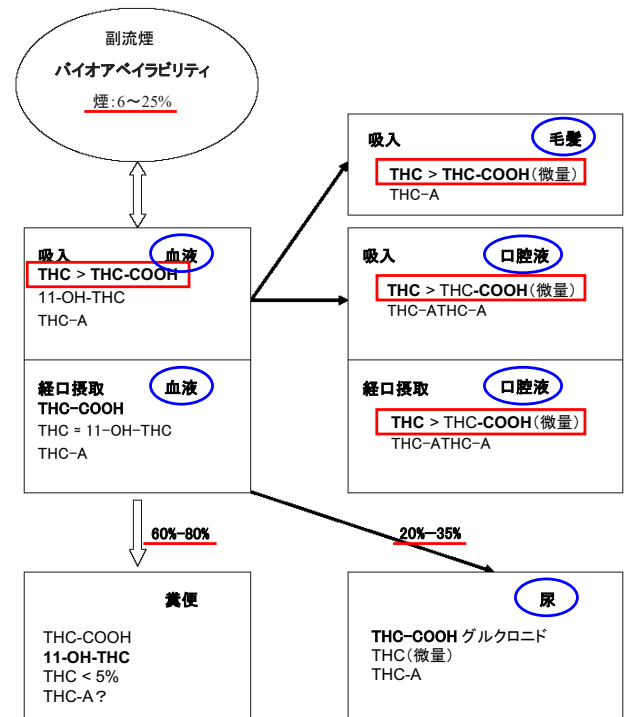 副流煙
バイオアベイラビリティ
煙:6～25%
吸入 毛髪
THC > THC-COOH(微量)
THC-A
吸入 血液
THC > THC-COOH
11-OH-THC
THC-A
吸入 口腔液
THC > THC-COOH(微量)
THC-ATHC-A
経口摂取 血液
THC-COOH
THC ≈ 11-OH-THC
THC-A
経口摂取 口腔液
THC > THC-COOH(微量)
THC-ATHC-A
60%-80%
20%-35%
糞便
THC-COOH
11-OH-THC
THC < 5%
THC-A？
尿
THC-COOH グルクロニド
THC(微量)
THC-A